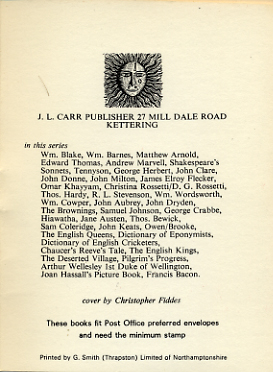 J. L. CARR PUBLISHER 27 MILL DALE ROAD
KETTERING
in this series
Wm. Blake, Wm. Barnes, Matthew Arnold,
Edward Thomas, Andrew Marvell, Shakespeare's
Sonnets, Tennyson, George Herbert, John Clare,
John Donne, John Milton, James Elroy Flecker,
Omar Khayyam, Christina Rossetti/D. G. Rossetti,
Thos. Hardy, R. L. Stevenson, Wm. Wordsworth,
Wm. Cowper, John Aubrey, John Dryden,
The Brownings, Samuel Johnson, George Crabbe,
Hiawatha, Jane Austen, Thos. Bewick,
Sam Coleridge, John Keats, Owen/Brooke,
The English Queens, Dictionary of Eponymists,
Dictionary of English Cricketers,
Chaucer's Reeve's Tale, The English Kings,
The Deserted Village, Pilgrim's Progress,
Arthur Wellesley 1st Duke of Wellington,
Joan Hassall's Picture Book, Francis Bacon.
cover by Christopher Fiddes
These books fit Post Office preferred envelopes
and need the minimum stamp
Printed by G. Smith (Thrapston) Limited of Northamptonshire